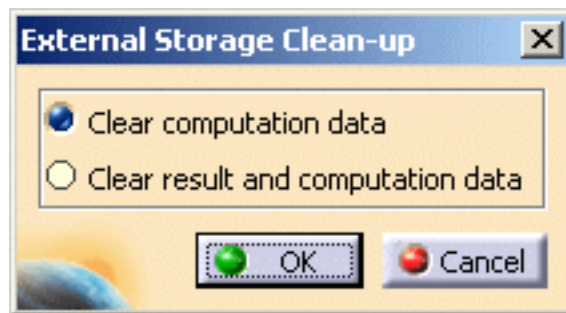 External Storage Clean-up
Clear computation data
Clear result and computation data
OK
Cancel